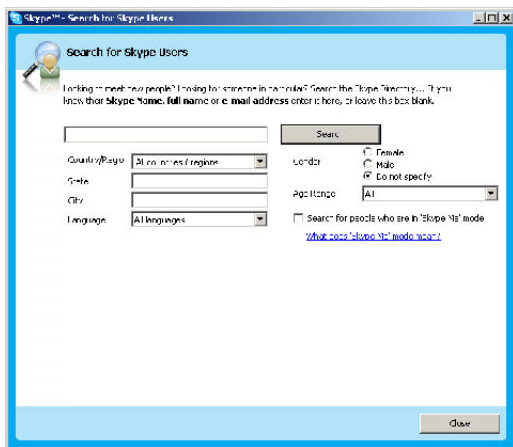 Skype™ - Search for Skype Users
Search for Skype Users
Looking to meet new people? Looking for someone in particular? Search the Skype Directory... If you
know their Skype Name, full name or e-mail address enter it here, or leave this box blank.
Search
Country/Regio All countries / regions
State
City
Language All languages
Gender
Female
Male
Do not specify
Age Range All
Search for people who are in 'Skype Me' mode
What does 'Skype Me' mode mean?
Close